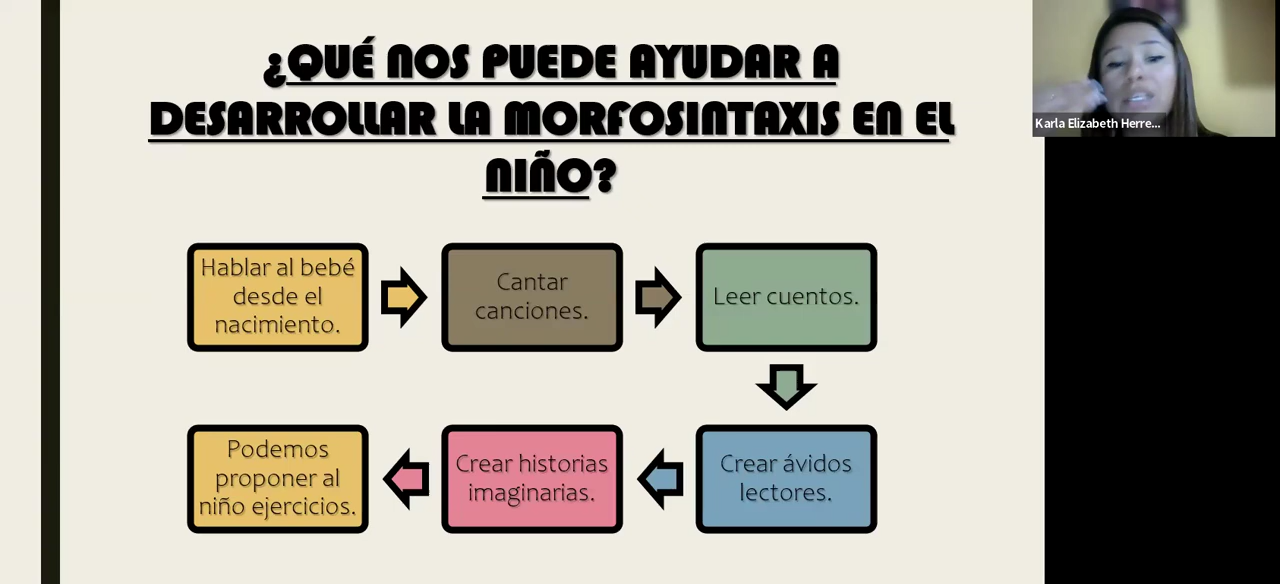 ¿QUÉ NOS PUEDE AYUDAR A
DESARROLLAR LA MORFOSINTAXIS EN EL
NIÑO?
Hablar al bebé
desde el
nacimiento.
Cantar
canciones.
Leer cuentos.
Crear ávidos
lectores.
Crear historias
imaginarias.
Podemos
proponer al
niño ejercicios.
Karla Elizabeth Herre...